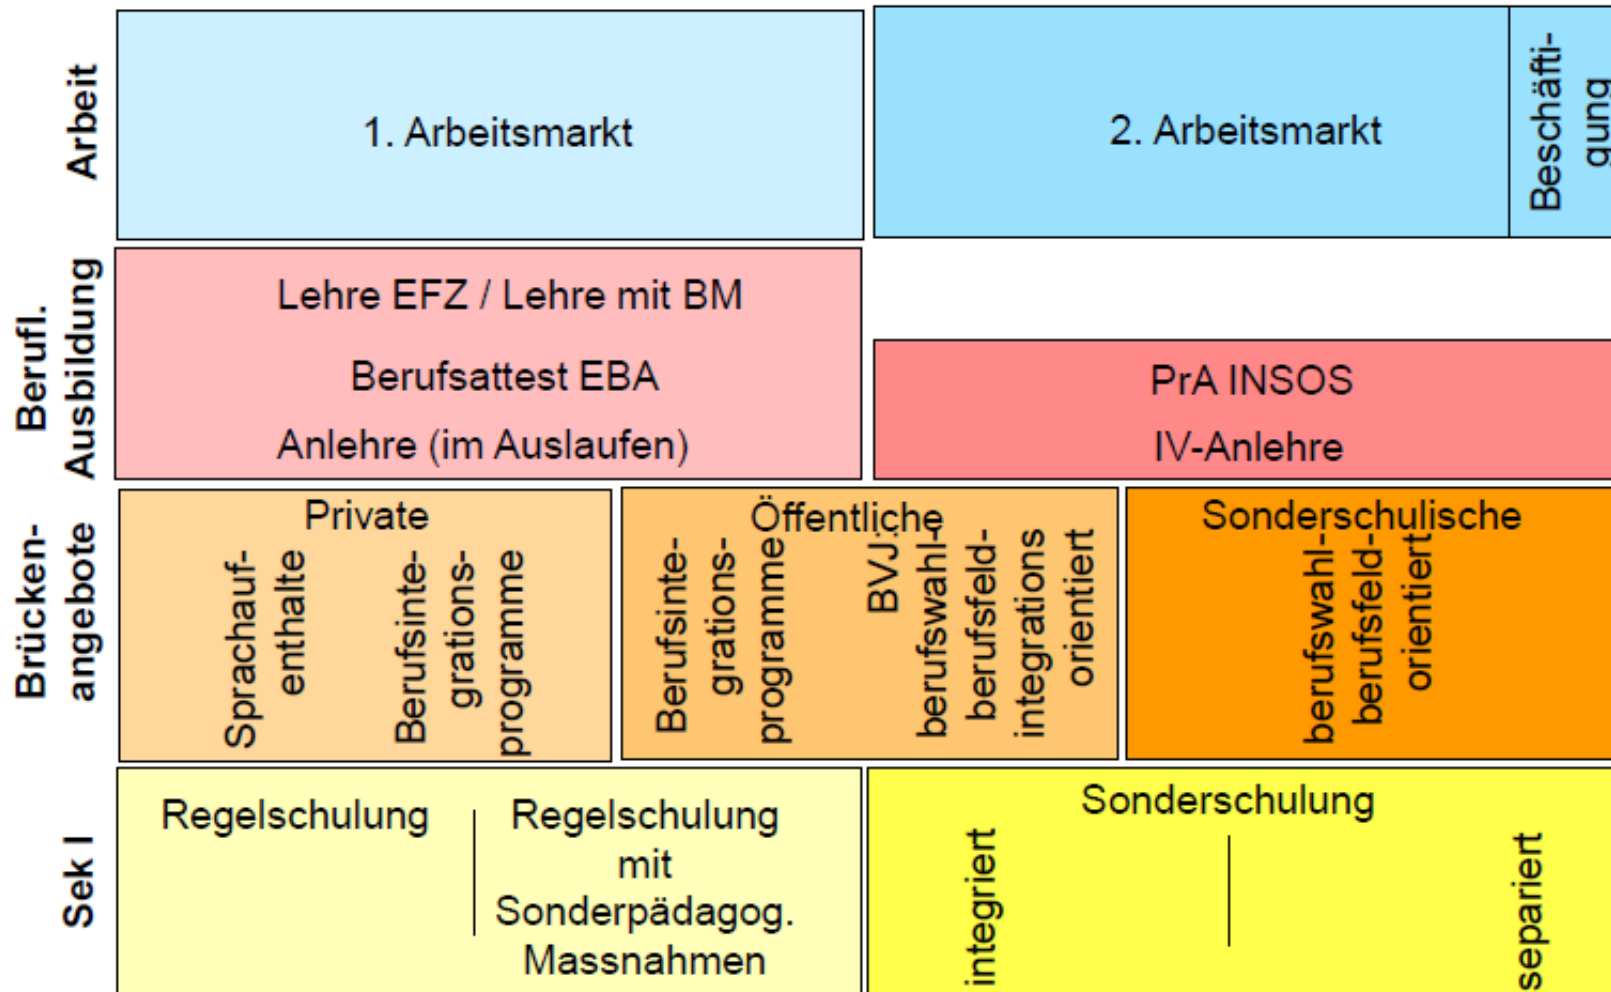 Arbeit
1. Arbeitsmarkt
2. Arbeitsmarkt
Beschäfti-
gung
Berufl.
Ausbildung
Lehre EFZ / Lehre mit BM
Berufsattest EBA
Anlehre (im Auslaufen)
PrA INSOS
IV-Anlehre
Brücken-
angebote
Private
Sprachauf-
enthalte
Berufsinte-
grations-
programme
Öffentliche
Berufsinte-
grations-
programme
BVJ:
berufswahl-
berufsfeld-
integrations
orientiert
Sonderschulische
berufswahl-
berufsfeld-
orientiert
Sek I
Regelschulung
Regelschulung
mit
Sonderpädagog.
Massnahmen
Sonderschulung
integriert
separiert